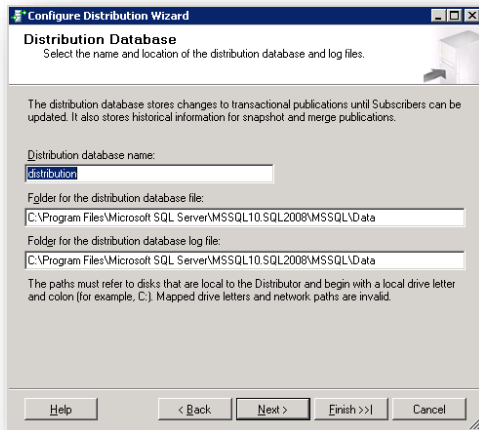 Configure Distribution Wizard
Distribution Database
Select the name and location of the distribution database and log files.
The distribution database stores changes to transactional publications until Subscribers can be
updated. It also stores historical information for snapshot and merge publications.
Distribution database name:
distribution
Folder for the distribution database file:
C:\Program Files\Microsoft SQL Server\MSSQL10.SQL2008\MSSQL\Data
Folder for the distribution database log file:
C:\Program Files\Microsoft SQL Server\MSSQL10.SQL2008\MSSQL\Data
The paths must refer to disks that are local to the Distributor and begin with a local drive letter
and colon (for example, C:). Mapped drive letters and network paths are invalid.
Help
< Back
Next >
Finish >>|
Cancel